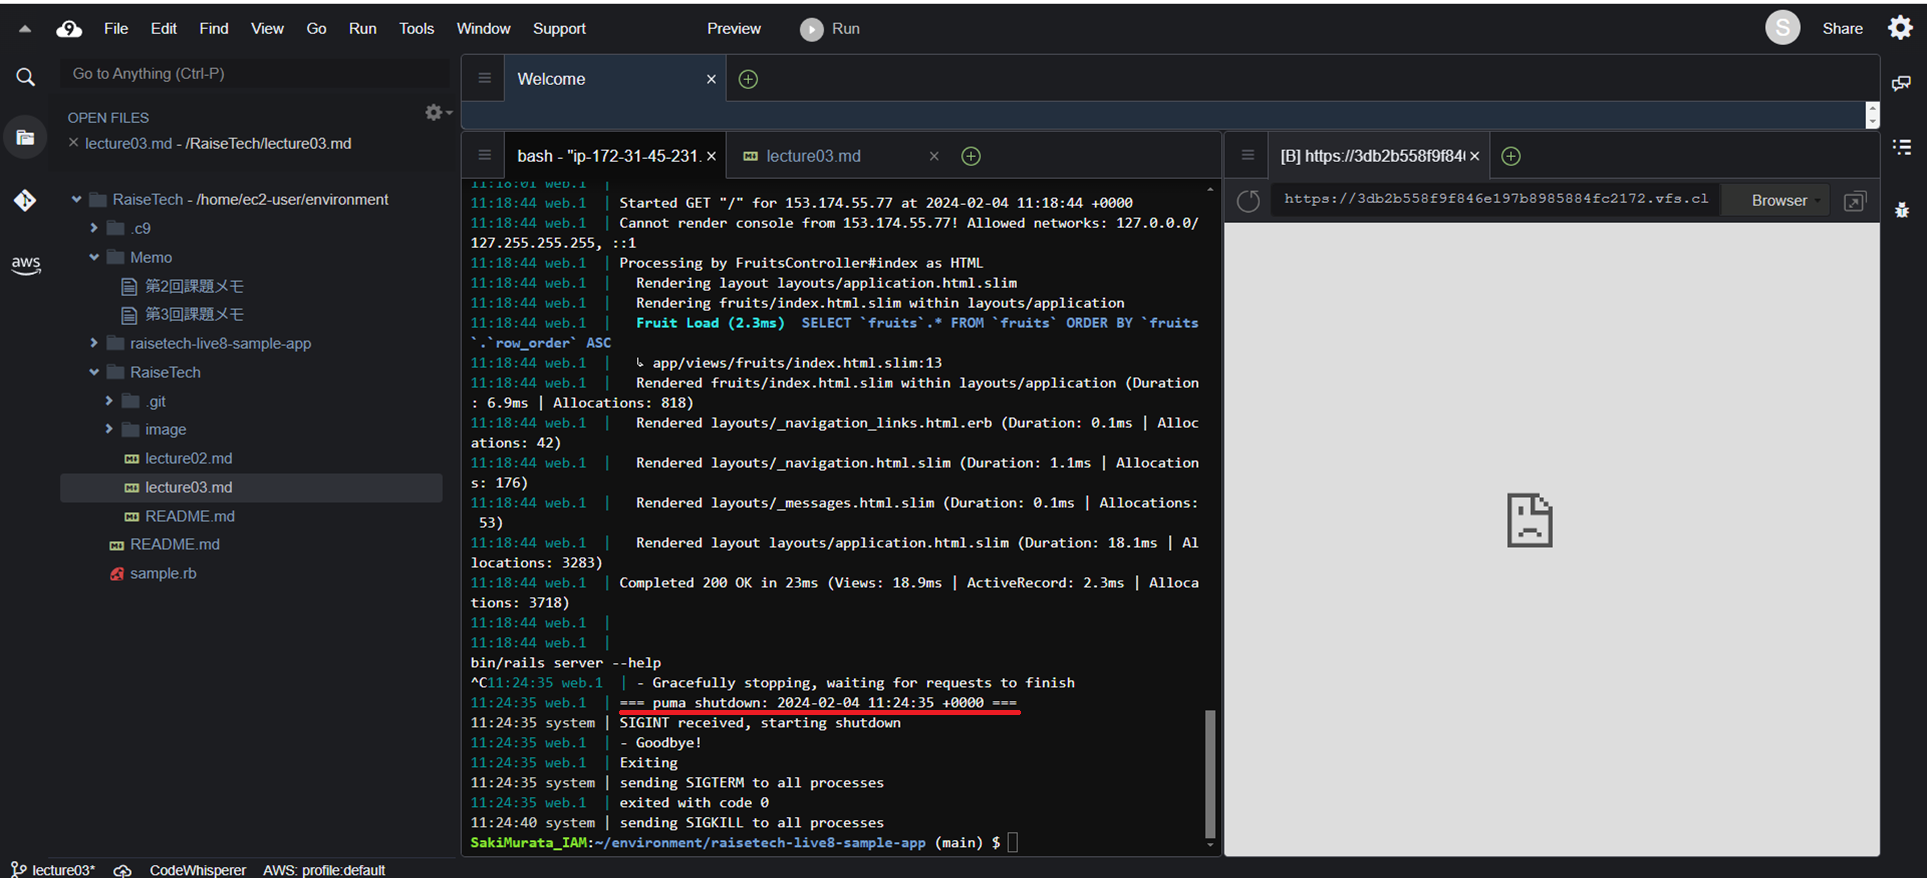 9 File Edit Find View Go Run Tools Window Support Preview Run S Share
Go to Anything (Ctrl-P)
OPEN FILES
lecture03.md - /RaiseTech/lecture03.md
RaiseTech - /home/ec2-user/environment
.c9
Memo
第2回課題メモ
第3回課題メモ
raisetech-live8-sample-app
RaiseTech
.git
image
lecture02.md
lecture03.md
README.md
README.md
sample.rb
aws
Welcome
bash - "ip-172-31-45-231.
lecture03.md
11:18:01 web.1 |
11:18:44 web.1 | Started GET "/" for 153.174.55.77 at 2024-02-04 11:18:44 +0000
11:18:44 web.1 | Cannot render console from 153.174.55.77! Allowed networks: 127.0.0.0/
127.255.255.255, ::1
11:18:44 web.1 | Processing by FruitsController#index as HTML
11:18:44 web.1 | Rendering layout layouts/application.html.slim
11:18:44 web.1 | Rendering fruits/index.html.slim within layouts/application
11:18:44 web.1 | Fruit Load (2.3ms) SELECT `fruits`.* FROM `fruits` ORDER BY `fruits
`.`row_order` ASC
11:18:44 web.1 | ↳ app/views/fruits/index.html.slim:13
11:18:44 web.1 | Rendered fruits/index.html.slim within layouts/application (Duration
: 6.9ms | Allocations: 818)
11:18:44 web.1 | Rendered layouts/_navigation_links.html.erb (Duration: 0.1ms | Alloc
ations: 42)
11:18:44 web.1 | Rendered layouts/_navigation.html.slim (Duration: 1.1ms | Allocation
s: 176)
11:18:44 web.1 | Rendered layouts/_messages.html.slim (Duration: 0.1ms | Allocations:
53)
11:18:44 web.1 | Rendered layout layouts/application.html.slim (Duration: 18.1ms | Al
locations: 3283)
11:18:44 web.1 | Completed 200 OK in 23ms (Views: 18.9ms | ActiveRecord: 2.3ms | Alloca
tions: 3718)
11:18:44 web.1 |
11:18:44 web.1 |
bin/rails server --help
^C11:24:35 web.1 | - Gracefully stopping, waiting for requests to finish
11:24:35 web.1 | === puma shutdown: 2024-02-04 11:24:35 +0000 ===
11:24:35 system | SIGINT received, starting shutdown
11:24:35 web.1 | - Goodbye!
11:24:35 web.1 | Exiting
11:24:35 system | sending SIGTERM to all processes
11:24:35 web.1 | exited with code 0
11:24:40 system | sending SIGKILL to all processes
SakiMurata_IAM:~/environment/raisetech-live8-sample-app (main) $
[B] https://3db2b558f9f84
https://3db2b558f9f846e197b8985884fc2172.vfs.cl
Browser
lecture03* CodeWhisperer AWS: profile:default